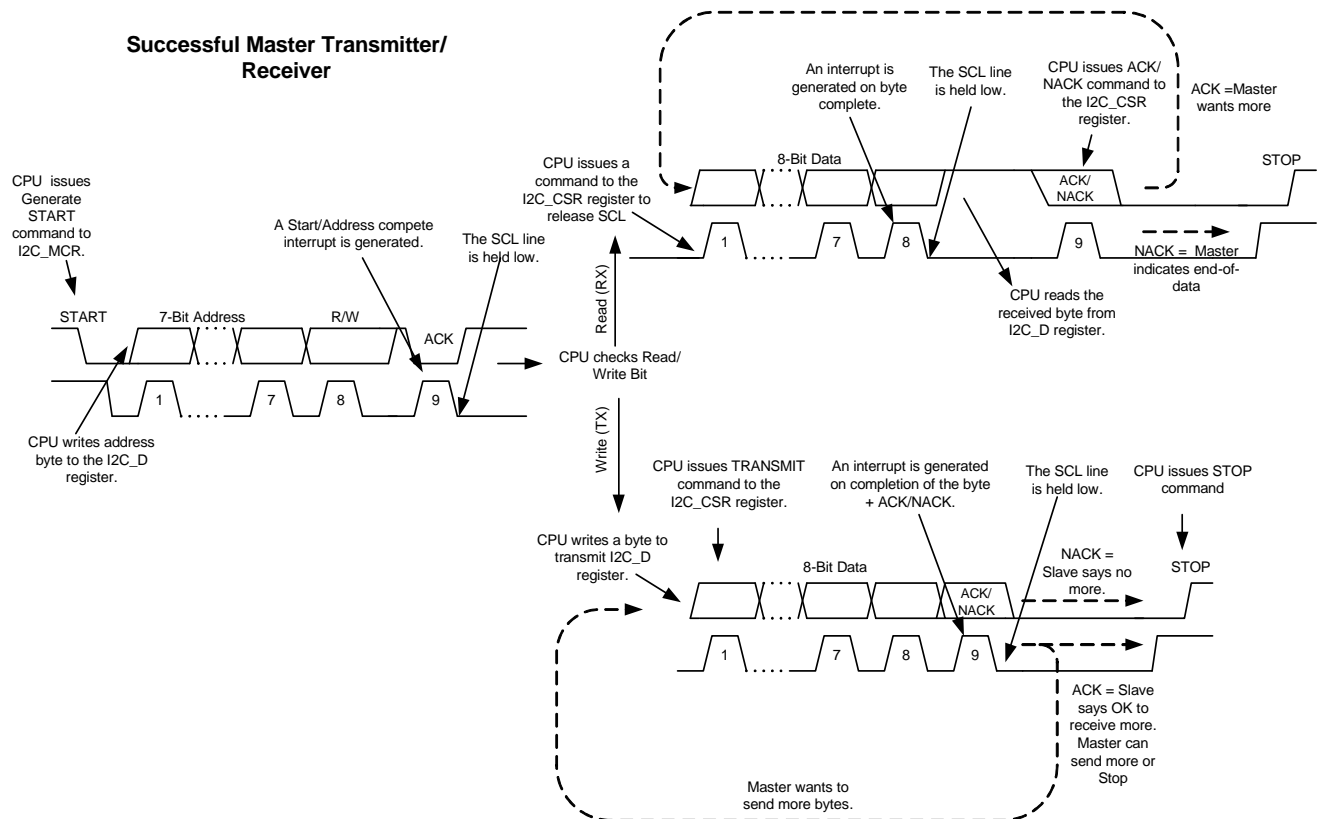 Successful Master Transmitter/
Receiver
CPU issues
Generate
START
command to
I2C_MCR.
A Start/Address compete
interrupt is generated.
The SCL line
is held low.
START
7-Bit Address
R/W
ACK
1
7
8
9
CPU writes address
byte to the I2C_D
register.
CPU checks Read/
Write Bit
Read (RX)
Write (TX)
CPU issues a
command to the
I2C_CSR register to
release SCL
An interrupt is
generated on byte
complete.
The SCL line
is held low.
CPU issues ACK/
NACK command to
the I2C_CSR
register.
ACK =Master
wants more
8-Bit Data
ACK/
NACK
STOP
1
7
8
9
NACK = Master
indicates end-of-
data
CPU reads the
received byte from
I2C_D register.
CPU issues TRANSMIT
command to the
I2C_CSR register.
An interrupt is generated
on completion of the byte
+ ACK/NACK.
The SCL line
is held low.
CPU issues STOP
command
CPU writes a byte to
transmit I2C_D
register.
8-Bit Data
ACK/
NACK
NACK =
Slave says no
more.
STOP
1
7
8
9
ACK = Slave
says OK to
receive more.
Master can
send more or
Stop
Master wants to
send more bytes.